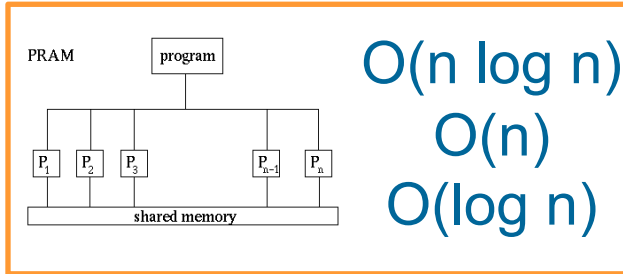 PRAM
program
P1 P2 P3 Pn-1 Pn
shared memory
O(n log n)
O(n)
O(log n)